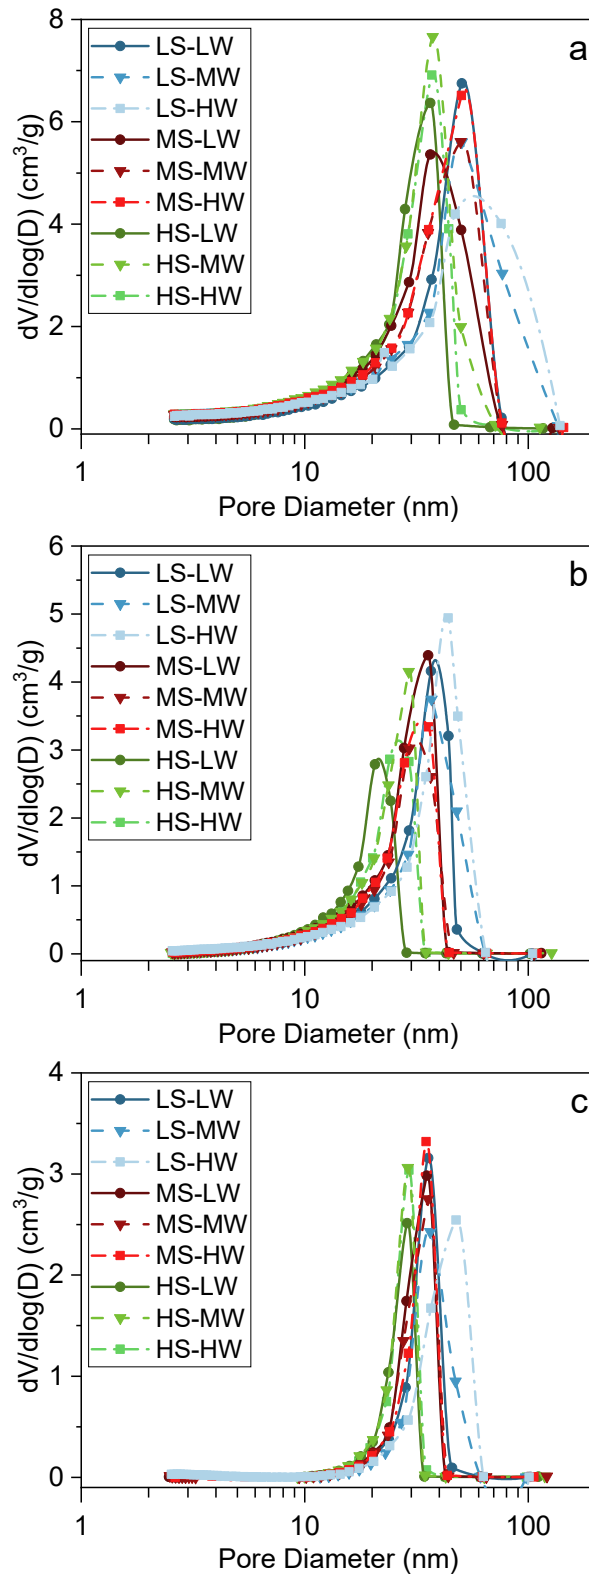 a
dV/dlog(D) (cm³/g)
8
6
4
2
0
LS-LW
LS-MW
LS-HW
MS-LW
MS-MW
MS-HW
HS-LW
HS-MW
HS-HW
1 10 100
Pore Diameter (nm)
b
dV/dlog(D) (cm³/g)
6
5
4
3
2
1
0
LS-LW
LS-MW
LS-HW
MS-LW
MS-MW
MS-HW
HS-LW
HS-MW
HS-HW
1 10 100
Pore Diameter (nm)
c
dV/dlog(D) (cm³/g)
4
3
2
1
0
LS-LW
LS-MW
LS-HW
MS-LW
MS-MW
MS-HW
HS-LW
HS-MW
HS-HW
1 10 100
Pore Diameter (nm)